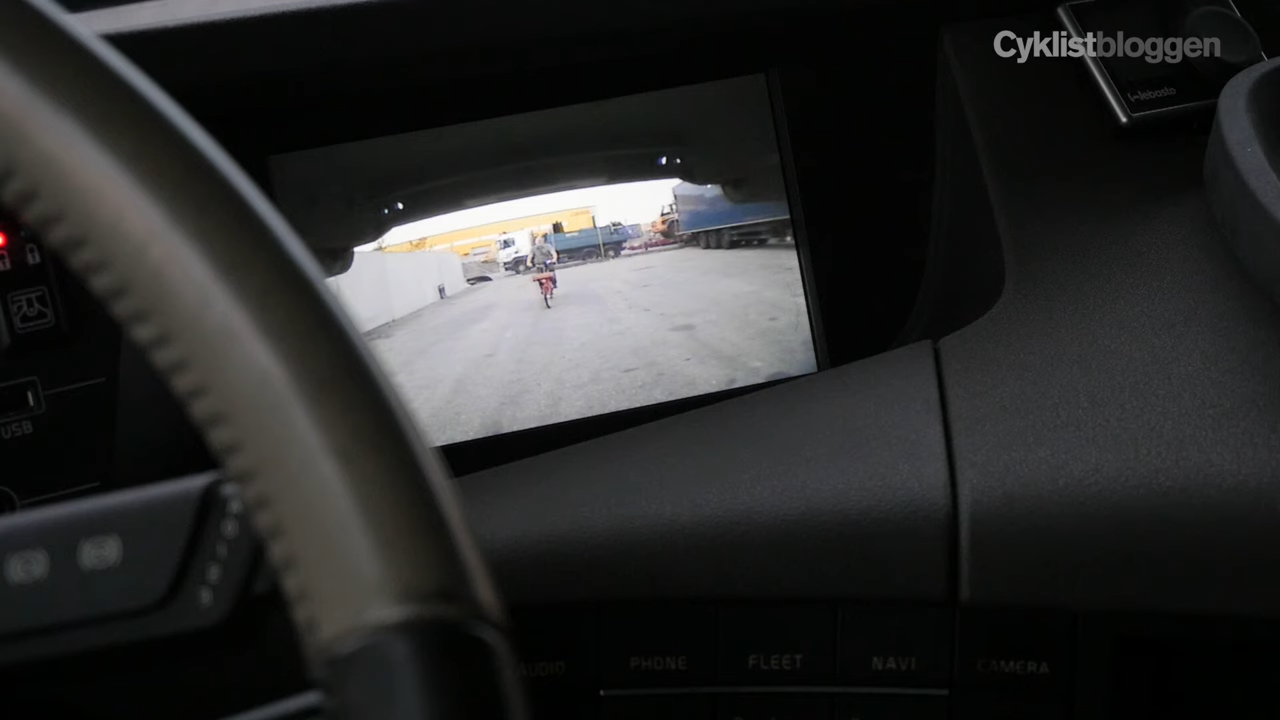 Cyklistbloggen
Webasto
USB
AUDIO
PHONE
FLEET
NAVI
CAMERA